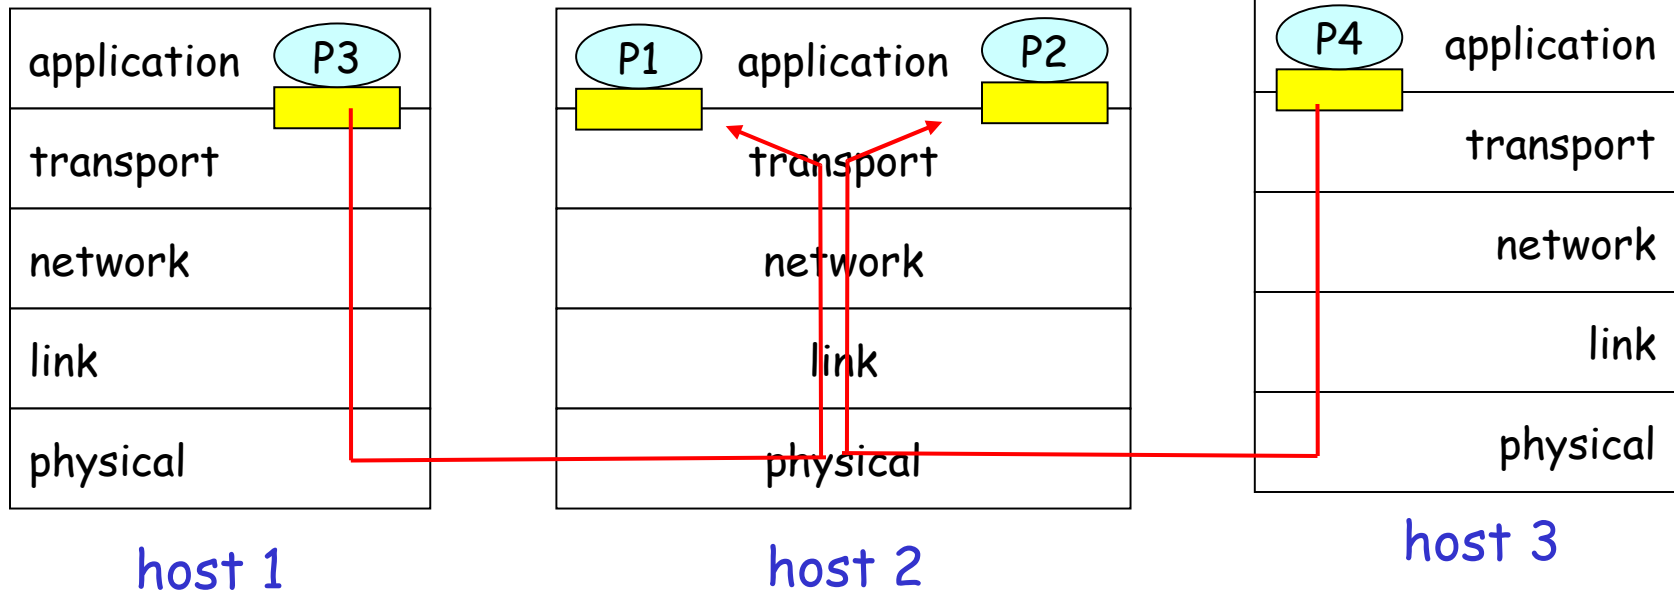 application P3
transport
network
link
physical
host 1
P1 application P2
transport
network
link
physical
host 2
P4 application
transport
network
link
physical
host 3